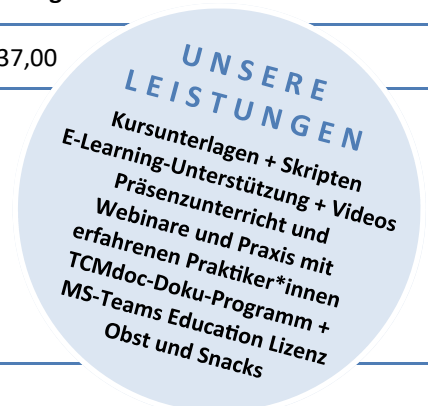 37,00
UNSERE
LEISTUNGEN
Kursunterlagen + Skripten
E-Learning-Unterstützung + Videos
Präsenzunterricht und
Webinare und Praxis mit
erfahrenen Praktiker*innen
TCMdoc-Doku-Programm +
MS-Teams Education Lizenz
Obst und Snacks